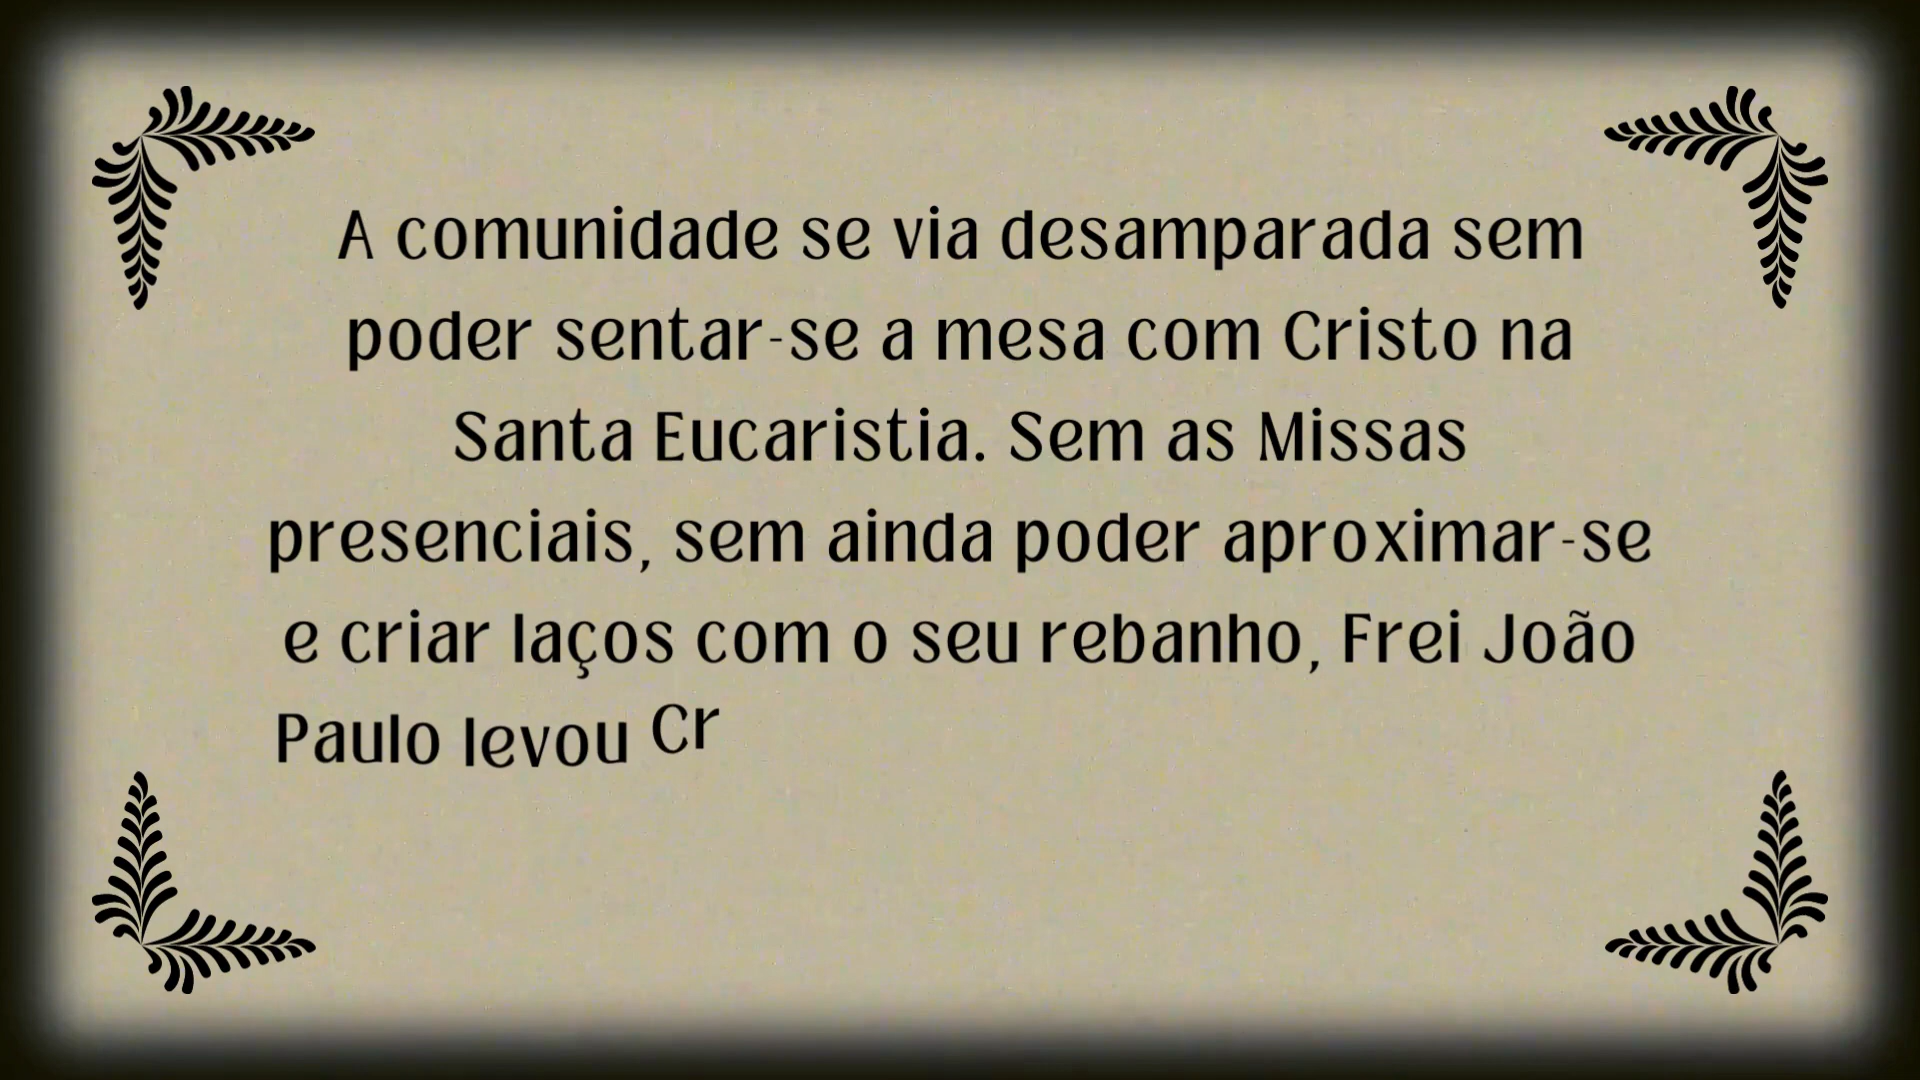 A comunidade se via desamparada sem
poder sentar-se a mesa com Cristo na
Santa Eucaristia. Sem as Missas
presenciais, sem ainda poder aproximar-se
e criar laços com o seu rebanho, Frei João
Paulo levou Cr